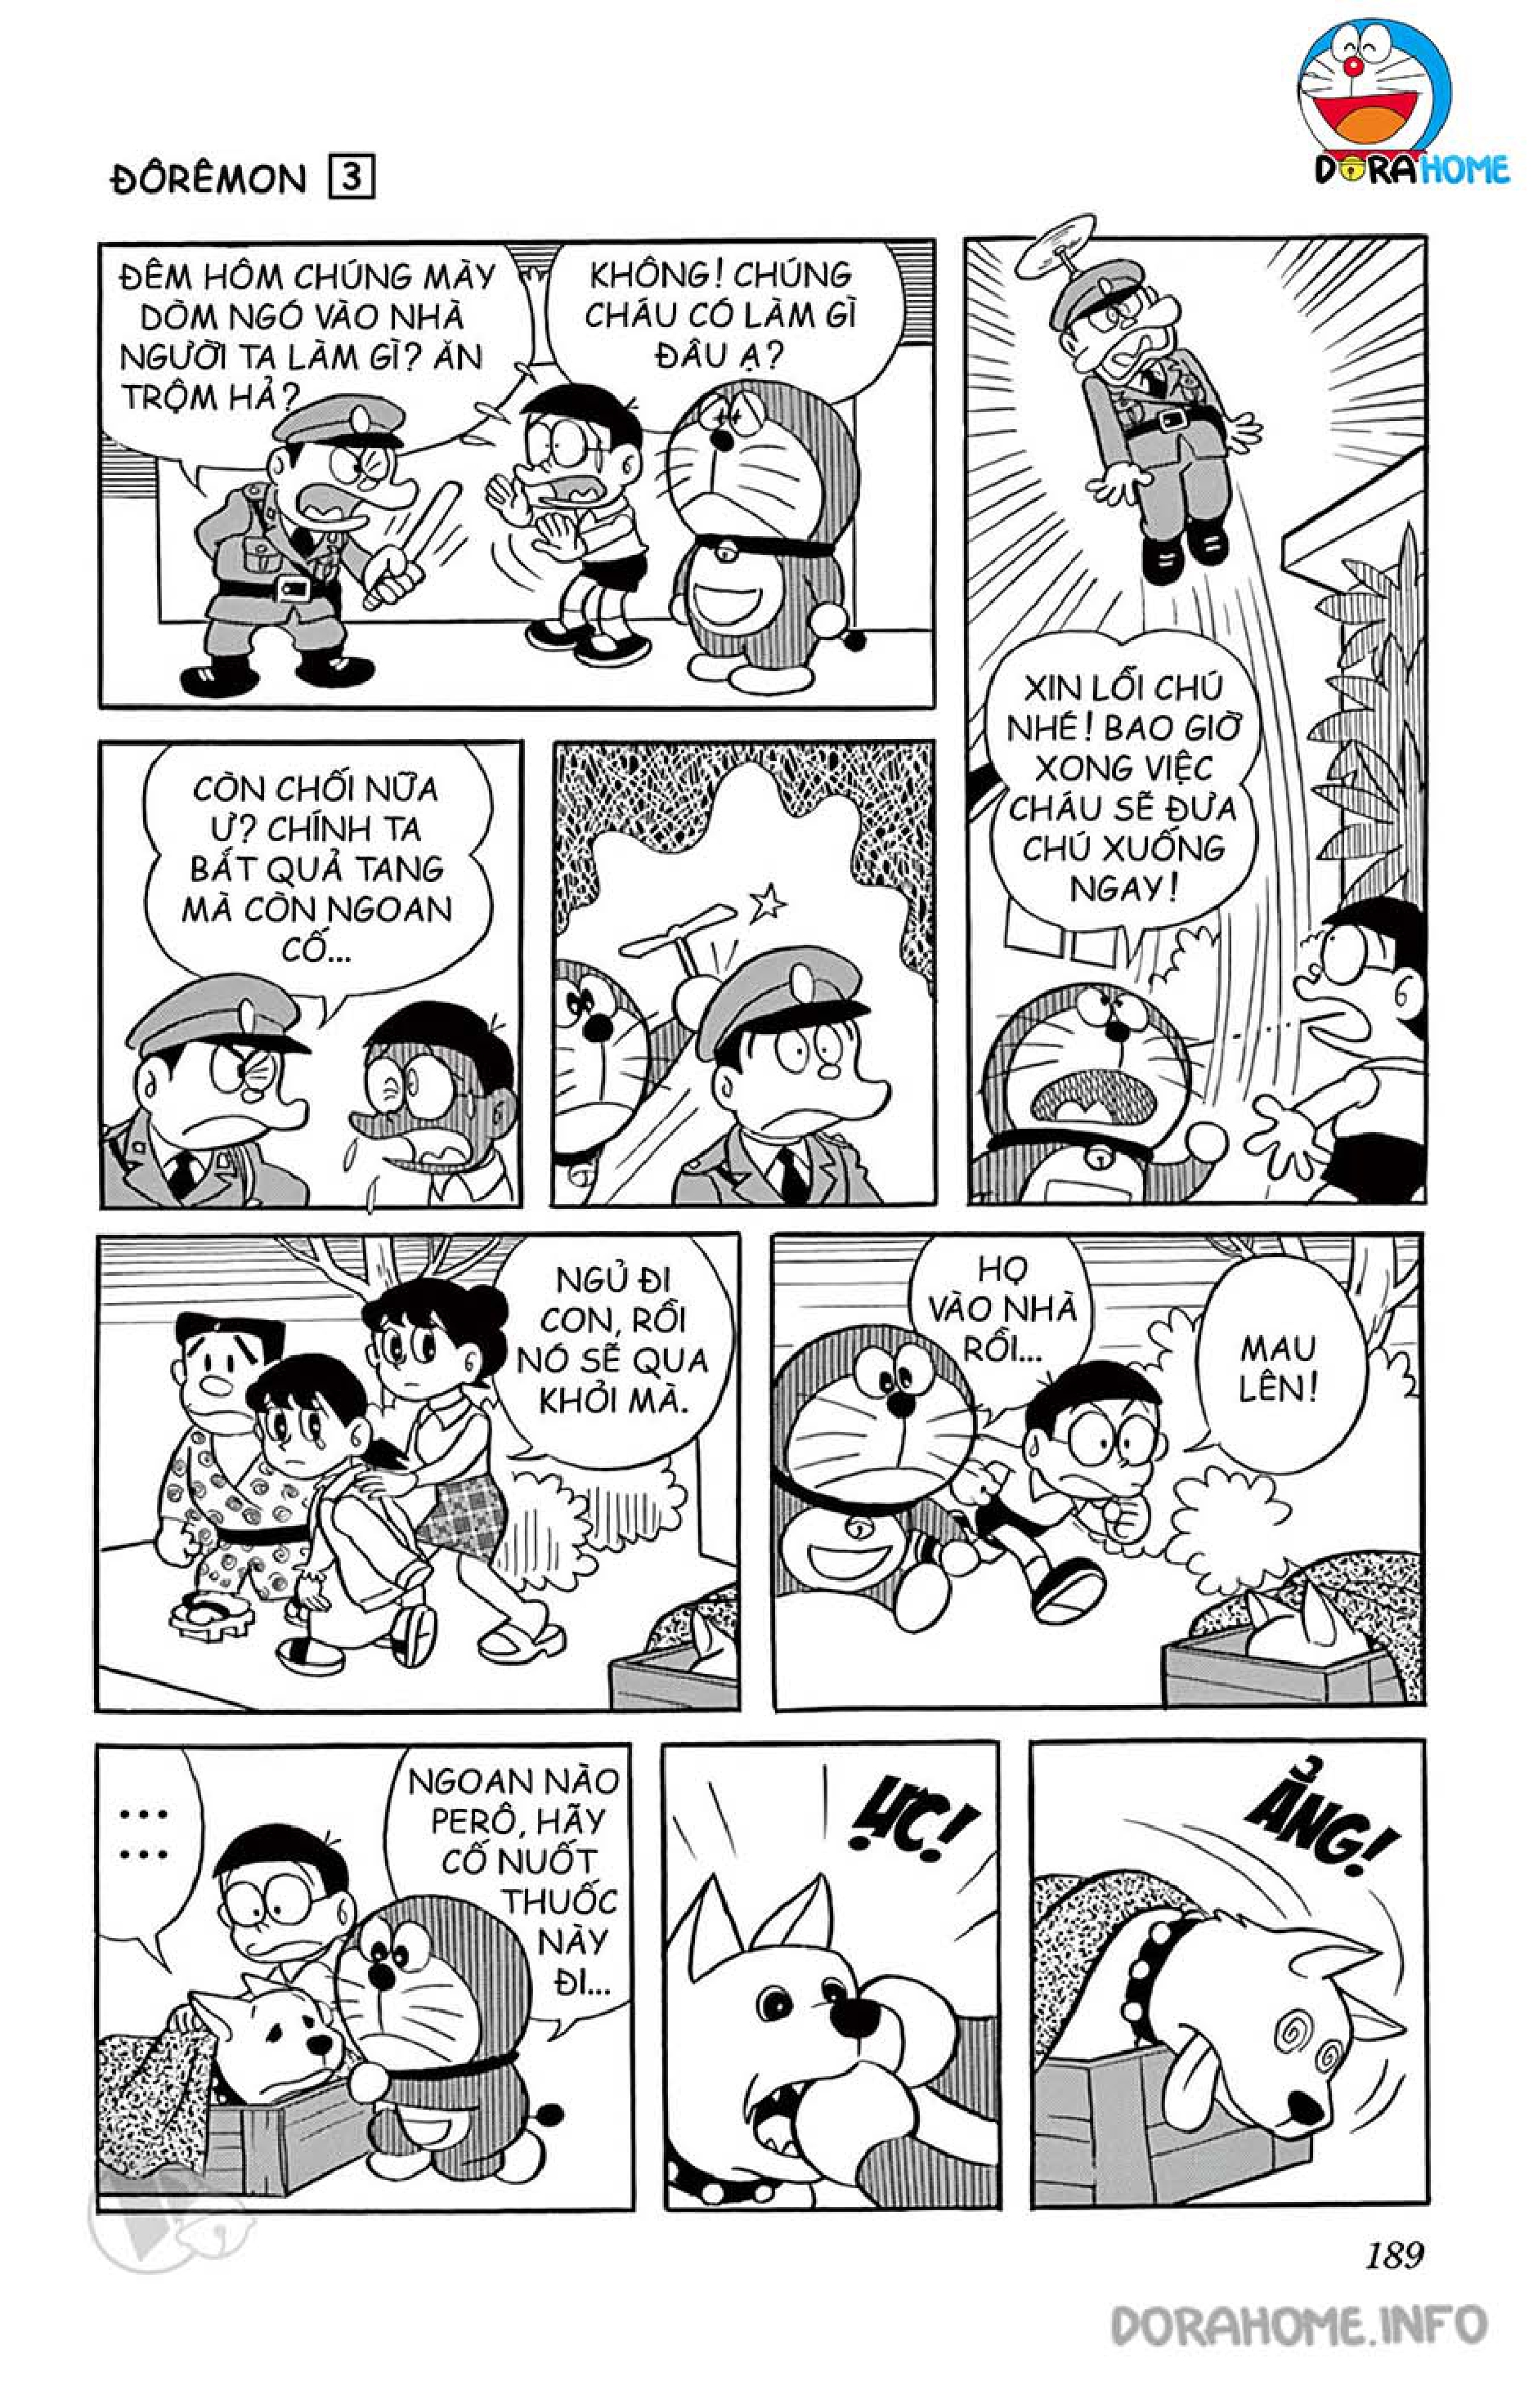 DORAHOME
ĐÔRÊMON 3
ĐÊM HÔM CHÚNG MÀY
DÒM NGÓ VÀO NHÀ
NGƯỜI TA LÀM GÌ? ĂN
TRỘM HẢ?
KHÔNG! CHÚNG
CHÁU CÓ LÀM GÌ
ĐÂU Ạ?
CÒN CHỐI NỮA
Ư? CHÍNH TA
BẮT QUẢ TANG
MÀ CÒN NGOAN
CỐ...
XIN LỖI CHÚ
NHÉ! BAO GIỜ
XONG VIỆC
CHÁU SẼ ĐƯA
CHÚ XUỐNG
NGAY!
NGỦ ĐI
CON, RỒI
NÓ SẼ QUA
KHỎI MÀ.
HỌ
VÀO NHÀ
RỒI...
MAU
LÊN!
...
...
NGOAN NÀO
PERÔ, HÃY
CỐ NUỐT
THUỐC
NÀY
ĐI...
ỰC!
ẲNG!
189
DORAHOME.INFO